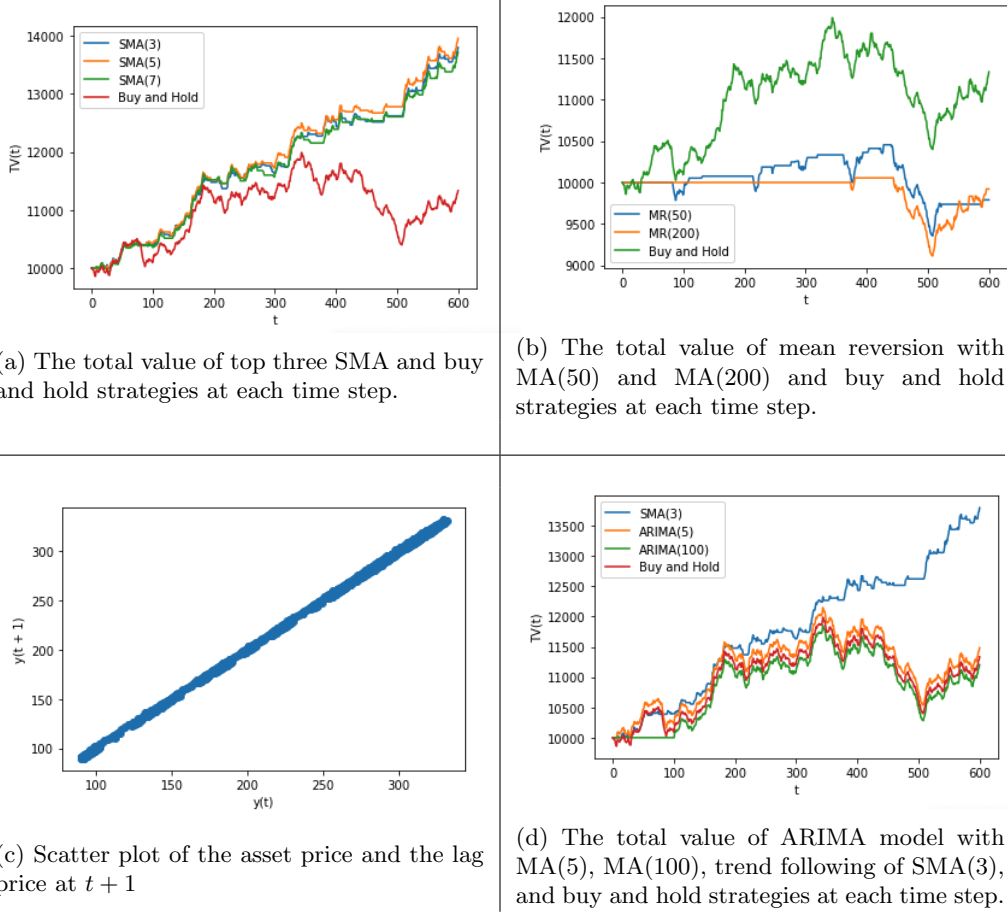 14000
13000
12000
11000
10000
TV(t)
SMA(3)
SMA(5)
SMA(7)
Buy and Hold
0 100 200 300 400 500 600
t
(a) The total value of top three SMA and buy
and hold strategies at each time step.
12000
11500
11000
10500
10000
9500
9000
TV(t)
MR(50)
MR(200)
Buy and Hold
0 100 200 300 400 500 600
t
(b) The total value of mean reversion with
MA(50) and MA(200) and buy and hold
strategies at each time step.
300
250
200
150
100
y(t + 1)
100 150 200 250 300
y(t)
(c) Scatter plot of the asset price and the lag
price at t + 1
13500
13000
12500
12000
11500
11000
10500
10000
TV(t)
SMA(3)
ARIMA(5)
ARIMA(100)
Buy and Hold
0 100 200 300 400 500 600
t
(d) The total value of ARIMA model with
MA(5), MA(100), trend following of SMA(3),
and buy and hold strategies at each time step.